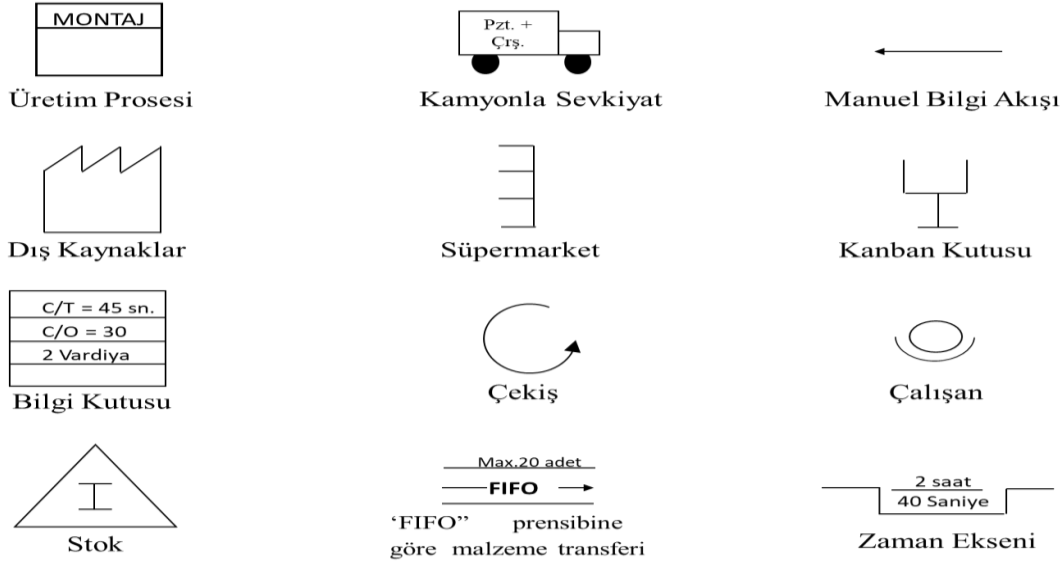 MONTAJ
Üretim Prosesi
Pzt. +
Çrş.
Kamyonla Sevkiyat
Manuel Bilgi Akışı
Dış Kaynaklar
Süpermarket
Kanban Kutusu
C/T = 45 sn.
C/O = 30
2 Vardiya
Bilgi Kutusu
Çekiş
Çalışan
I
Stok
Max.20 adet
FIFO
‘FIFO” prensibine
göre malzeme transferi
2 saat
40 Saniye
Zaman Ekseni